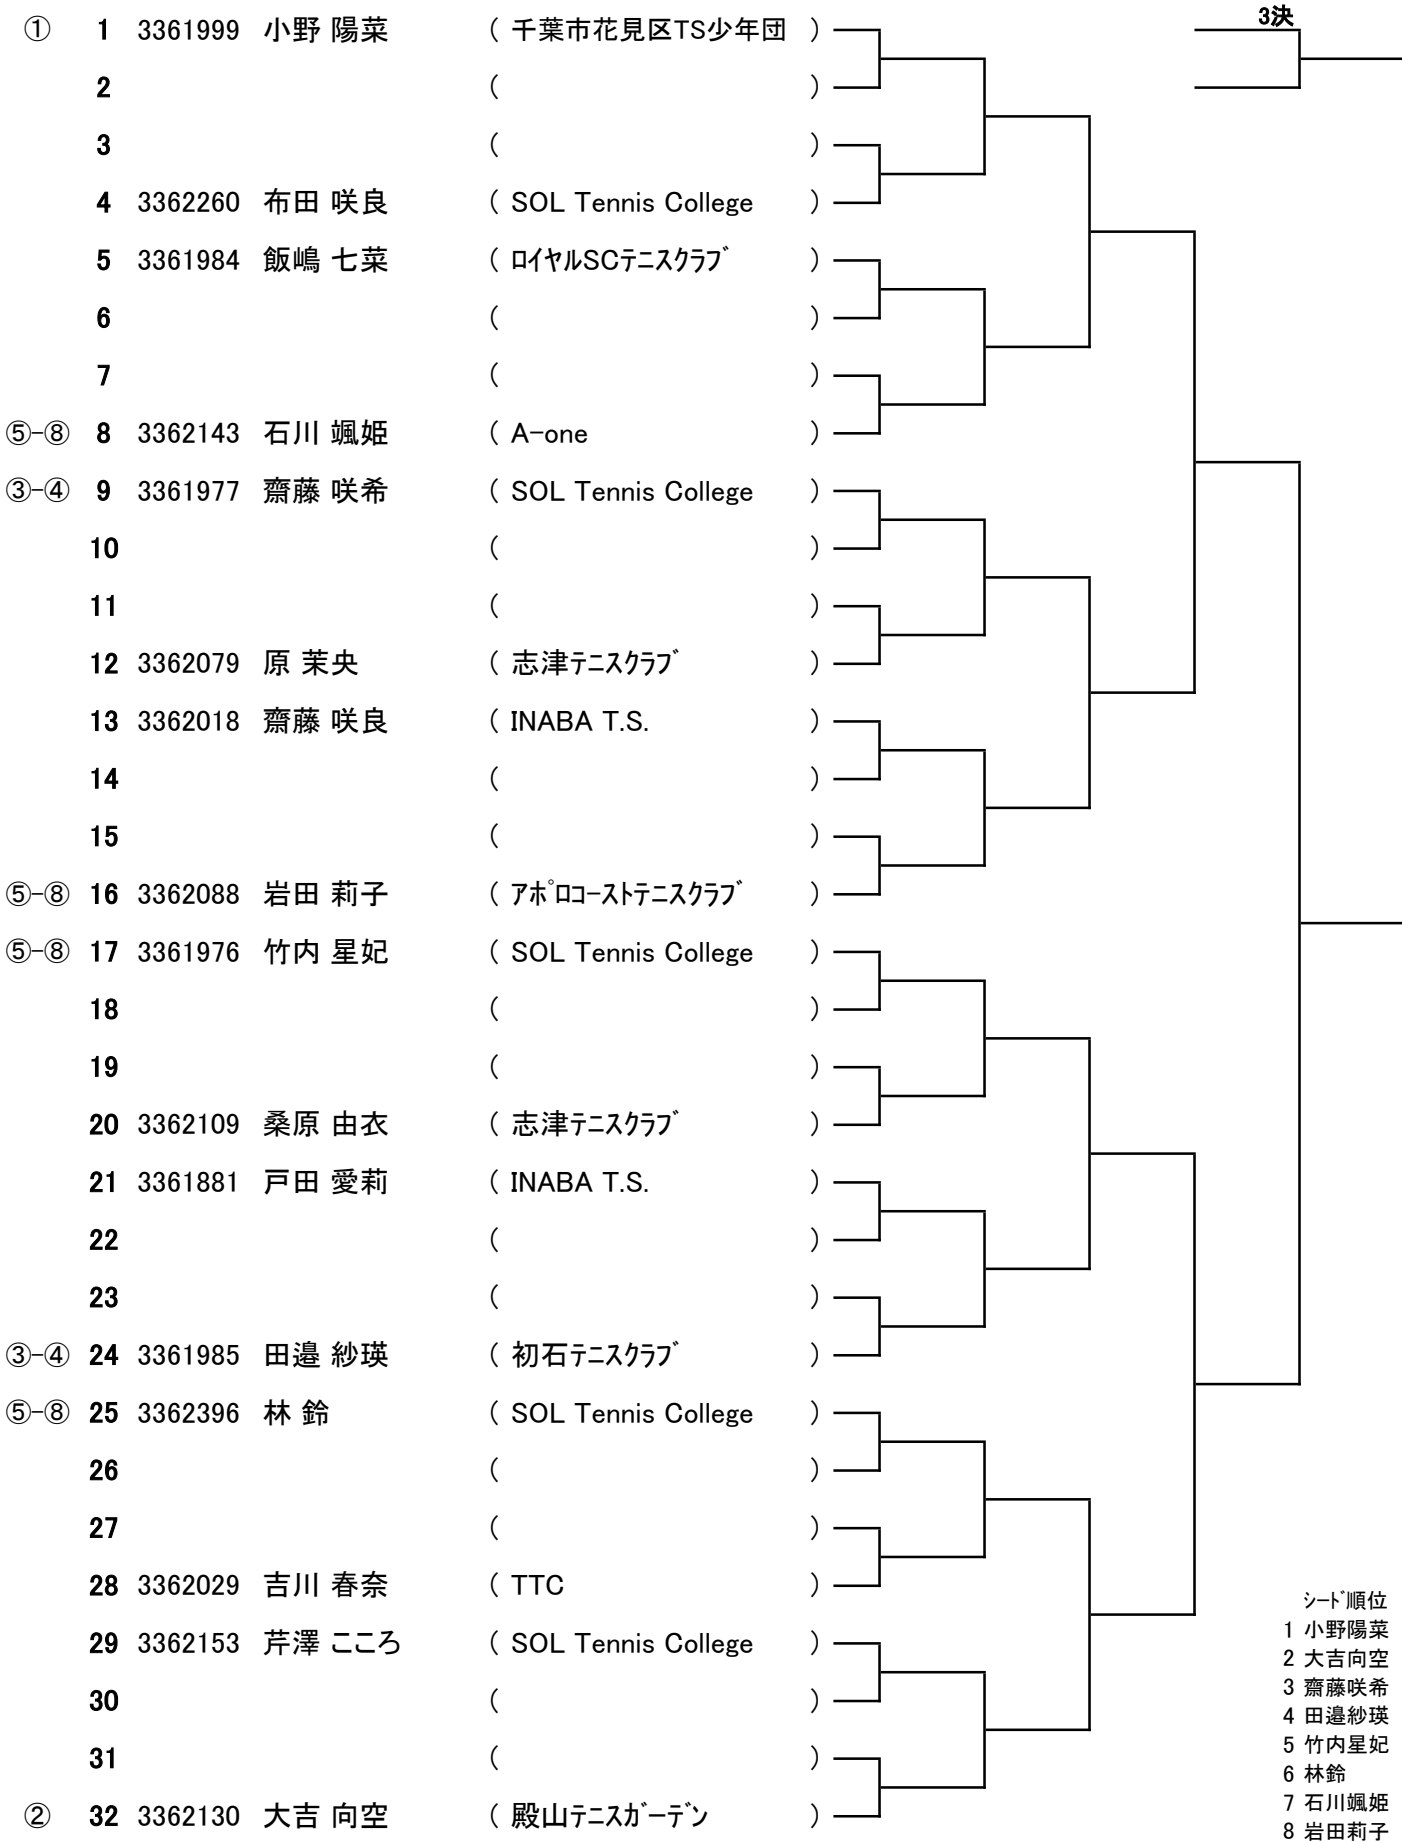 3決
① 1 3361999 小野 陽菜 ( 千葉市花見区TS少年団 )
2 ( )
3 ( )
4 3362260 布田 咲良 ( SOL Tennis College )
5 3361984 飯嶋 七菜 ( ﾛｲﾔﾙSCﾃﾆｽｸﾗﾌﾞ )
6 ( )
7 ( )
⑤-⑧ 8 3362143 石川 颯姫 ( A-one )
③-④ 9 3361977 齋藤 咲希 ( SOL Tennis College )
10 ( )
11 ( )
12 3362079 原 茉央 ( 志津ﾃﾆｽｸﾗﾌﾞ )
13 3362018 齋藤 咲良 ( INABA T.S. )
14 ( )
15 ( )
⑤-⑧ 16 3362088 岩田 莉子 ( ｱﾎﾟﾛｺｰｽﾄﾃﾆｽｸﾗﾌﾞ )
⑤-⑧ 17 3361976 竹内 星妃 ( SOL Tennis College )
18 ( )
19 ( )
20 3362109 桑原 由衣 ( 志津ﾃﾆｽｸﾗﾌﾞ )
21 3361881 戸田 愛莉 ( INABA T.S. )
22 ( )
23 ( )
③-④ 24 3361985 田邉 紗瑛 ( 初石ﾃﾆｽｸﾗﾌﾞ )
⑤-⑧ 25 3362396 林 鈴 ( SOL Tennis College )
26 ( )
27 ( )
28 3362029 吉川 春奈 ( TTC )
29 3362153 芹澤 こころ ( SOL Tennis College )
30 ( )
31 ( )
② 32 3362130 大吉 向空 ( 殿山ﾃﾆｽｶﾞｰﾃﾞﾝ )
ｼｰﾄﾞ順位
1 小野陽菜
2 大吉向空
3 齋藤咲希
4 田邉紗瑛
5 竹内星妃
6 林鈴
7 石川颯姫
8 岩田莉子